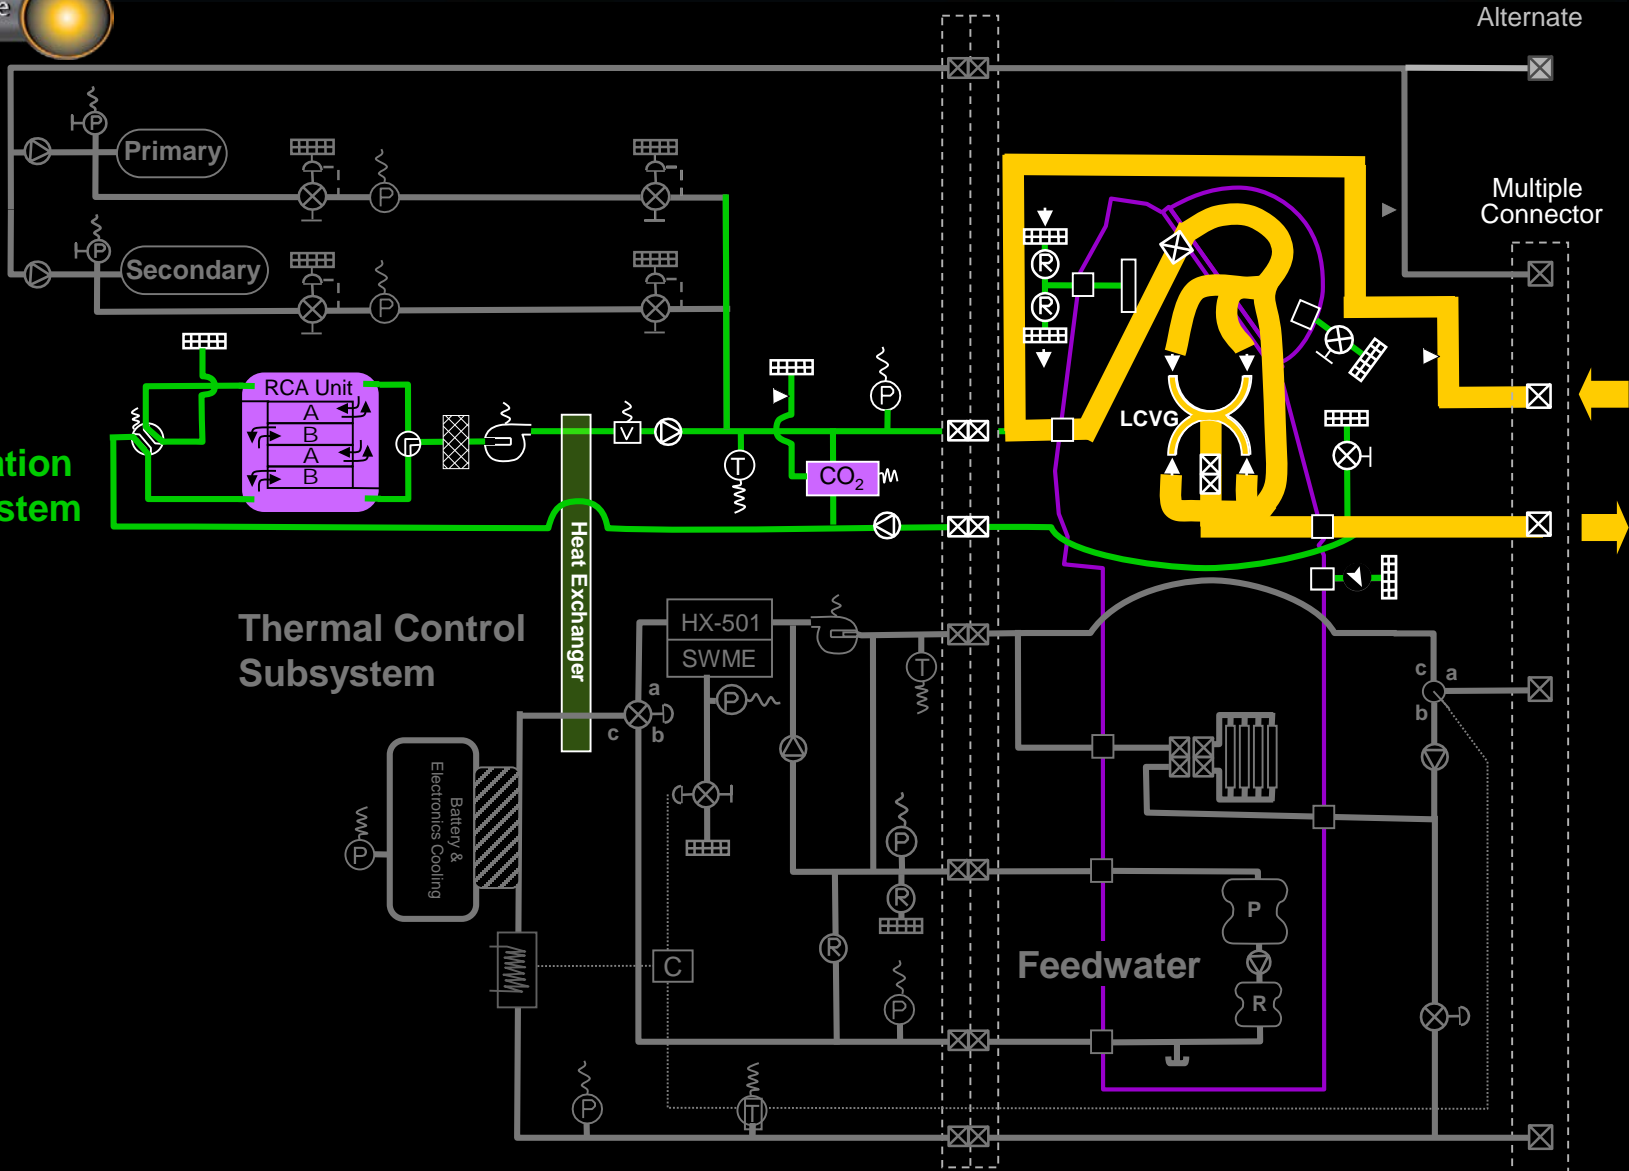 e
Alternate
P
Primary
P
Multiple
Connector
P
Secondary
P
R
R
RCA Unit
A
B
A
B
P
V
T
CO2
LCVG
ation
stem
Heat Exchanger
Thermal Control
Subsystem
HX-501
SWME
T
P
a
b
c
c
a
b
Battery &
Electronics Cooling
P
P
R
P
R
C
Feedwater
P
R
P
T